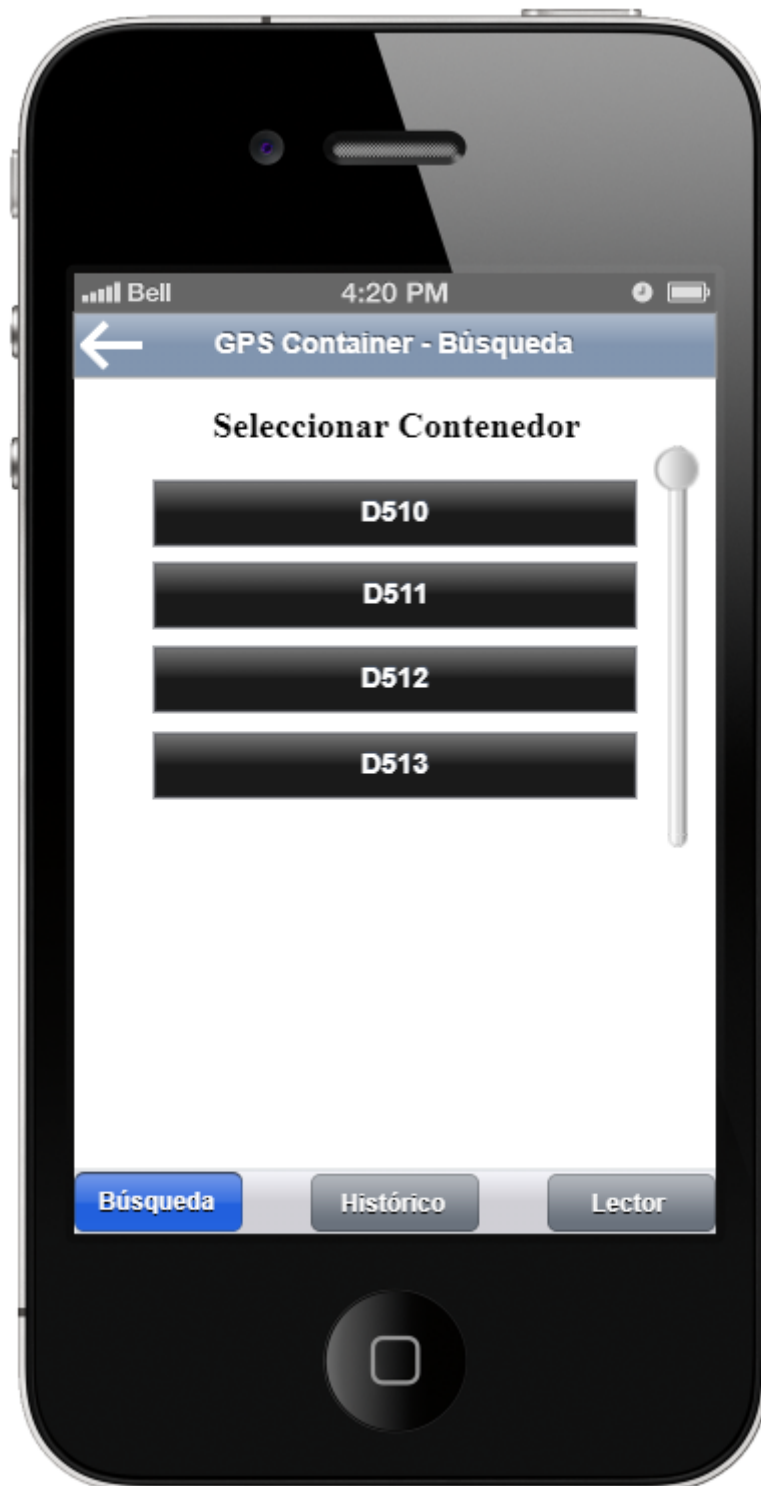 Bell 4:20 PM
GPS Container - Búsqueda
Seleccionar Contenedor
D510
D511
D512
D513
Búsqueda Histórico Lector